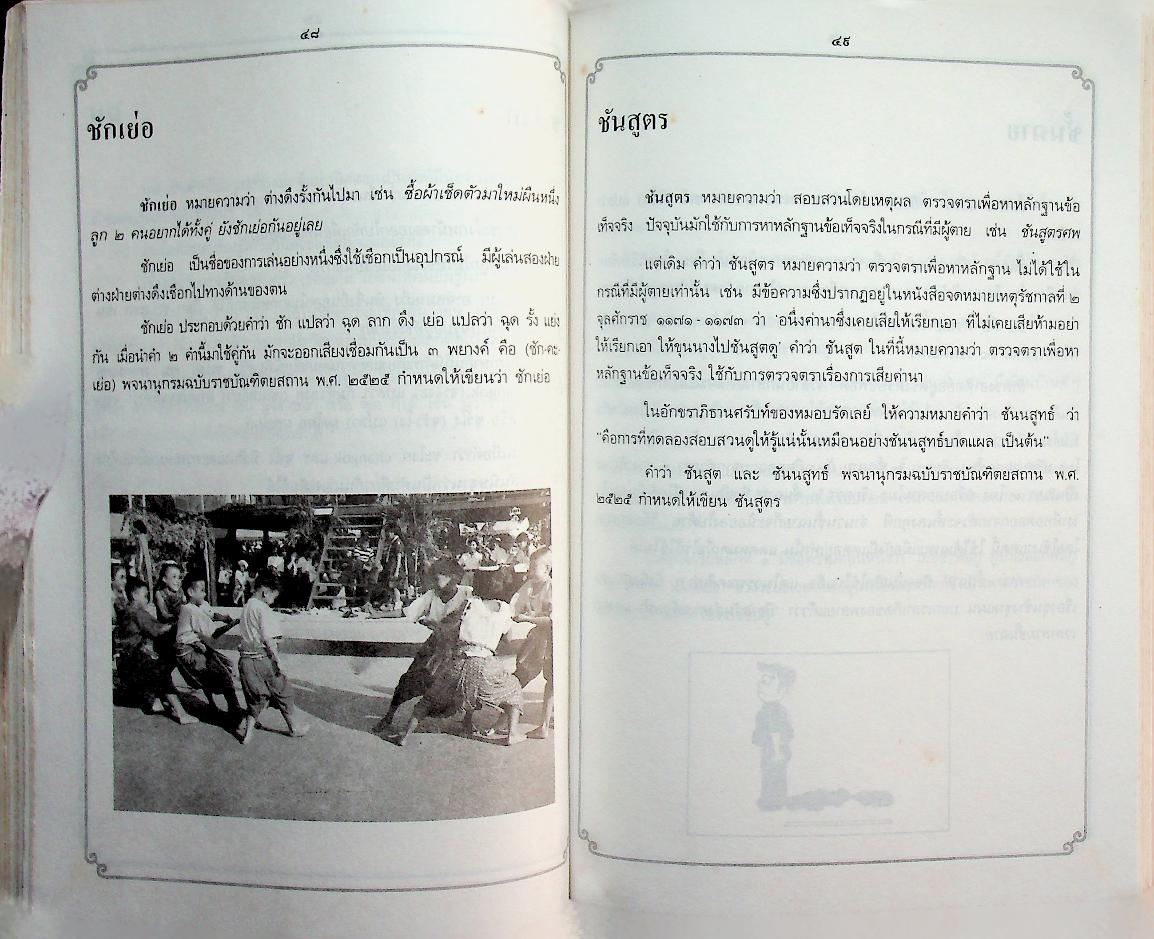 ๔๘
ชักเย่อ
ชักเย่อ หมายความว่า ต่างดึงรั้งกันไปมา เช่น ซื้อผ้าเช็ดตัวมาใหม่ผืนหนึ่ง
ลูก ๒ คนอยากได้ทั้งคู่ ยังชักเย่อกันอยู่เลย
ชักเย่อ เป็นชื่อของการเล่นอย่างหนึ่งซึ่งใช้เชือกเป็นอุปกรณ์ มีผู้เล่นสองฝ่าย
ต่างฝ่ายต่างดึงเชือกไปทางด้านของตน
ชักเย่อ ประกอบด้วยคำว่า ชัก แปลว่า ฉุด ลาก ดึง เย่อ แปลว่า ฉุด รั้ง แย่ง
กัน เมื่อนำคำ ๒ คำนี้มาใช้คู่กัน มักจะออกเสียงเชื่อมกันเป็น ๓ พยางค์ คือ (ชัก-คะ-
เย่อ) พจนานุกรมฉบับราชบัณฑิตยสถาน พ.ศ. ๒๕๒๕ กำหนดให้เขียนว่า ชักเย่อ
๔๙
ชันสูตร
ชันสูตร หมายความว่า สอบสวนโดยเหตุผล ตรวจตราเพื่อหาหลักฐานข้อ
เท็จจริง ปัจจุบันมักใช้กับการหาหลักฐานข้อเท็จจริงในกรณีที่มีผู้ตาย เช่น ชันสูตรศพ
แต่เดิม คำว่า ชันสูตร หมายความว่า ตรวจตราเพื่อหาหลักฐาน ไม่ได้ใช้ใน
กรณีที่มีผู้ตายเท่านั้น เช่น มีข้อความซึ่งปรากฏอยู่ในหนังสือจดหมายเหตุรัชกาลที่ ๒
จุลศักราช ๑๑๗๑ - ๑๑๗๓ ว่า 'อนึ่งค่านาซึ่งเคยเสียให้เรียกเอา ที่ไม่เคยเสียห้ามอย่า
ให้เรียกเอา ให้ขุนนางไปชันสูตดู' คำว่า ชันสูต ในที่นี้หมายความว่า ตรวจตราเพื่อหา
หลักฐานข้อเท็จจริง ใช้กับการตรวจตราเรื่องการเสียค่านา
ในอักขราภิธานศรับท์ของหมอบรัดเลย์ ให้ความหมายคำว่า ชันนสูทธ์ ว่า
"คือการที่ทดลองสอบสวนดูให้รู้แน่นั้นเหมือนอย่างชันนสูทธ์บาดแผล เป็นต้น"
คำว่า ชันสูต และ ชันนสูทธ์ พจนานุกรมฉบับราชบัณฑิตยสถาน พ.ศ.
๒๕๒๕ กำหนดให้เขียน ชันสูตร